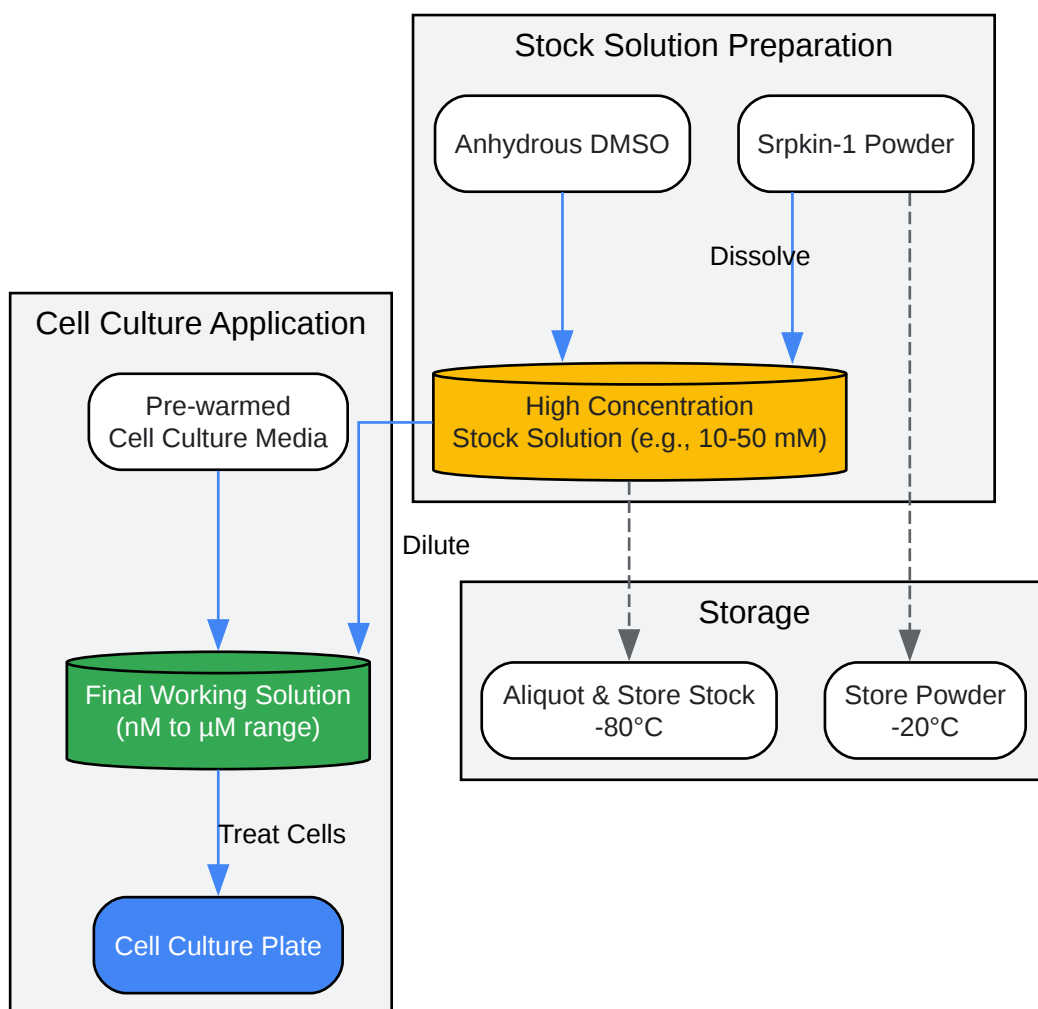 Stock Solution Preparation
Anhydrous DMSO
Srpkin-1 Powder
Dissolve
Cell Culture Application
Pre-warmed
Cell Culture Media
High Concentration
Stock Solution (e.g., 10-50 mM)
Dilute
Storage
Final Working Solution
(nM to µM range)
Aliquot & Store Stock
-80°C
Store Powder
-20°C
Treat Cells
Cell Culture Plate